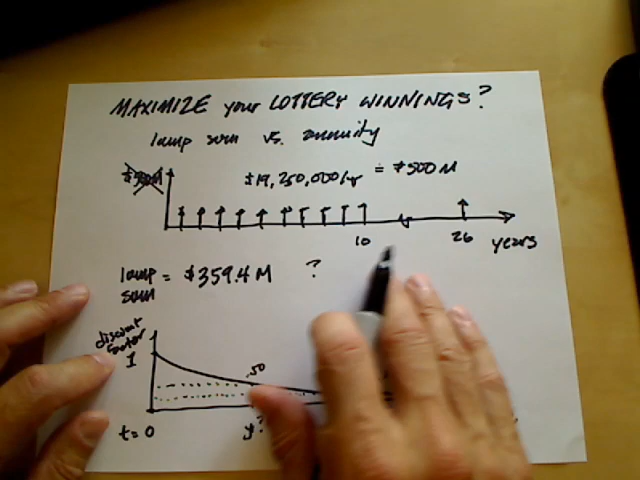 MAXIMIZE your LOTTERY WINNINGS?
lump sum vs. annuity
$500M $19,250,000/yr = $500M
10 26 years
lump sum = $359.4M ?
discount factor
1 .50
t=0 y?